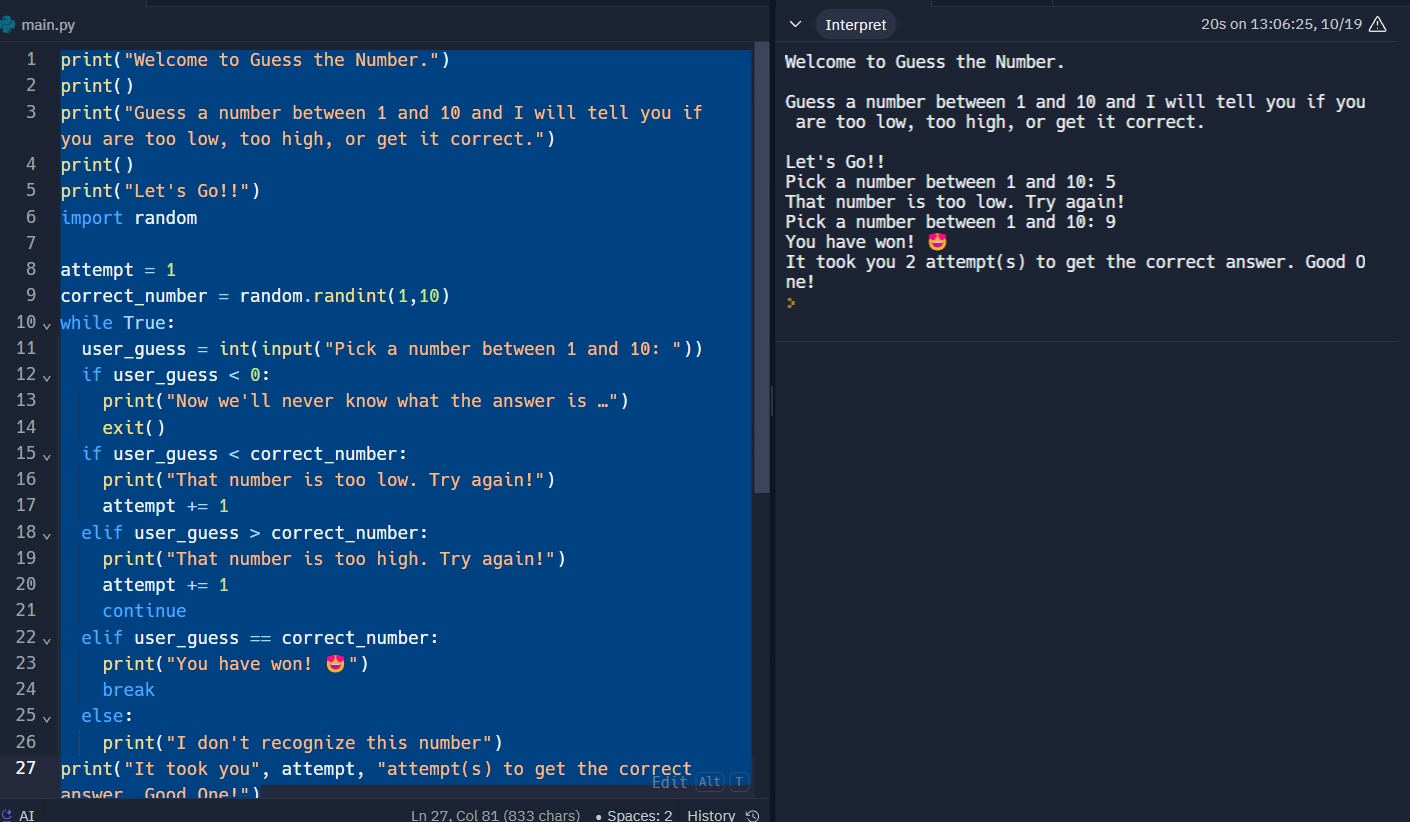 main.py
1 print("Welcome to Guess the Number.")
2 print()
3 print("Guess a number between 1 and 10 and I will tell you if
you are too low, too high, or get it correct.")
4 print()
5 print("Let's Go!!")
6 import random
7
8 attempt = 1
9 correct_number = random.randint(1,10)
10 while True:
11   user_guess = int(input("Pick a number between 1 and 10: "))
12   if user_guess < 0:
13     print("Now we'll never know what the answer is …")
14     exit()
15   if user_guess < correct_number:
16     print("That number is too low. Try again!")
17     attempt += 1
18   elif user_guess > correct_number:
19     print("That number is too high. Try again!")
20     attempt += 1
21     continue
22   elif user_guess == correct_number:
23     print("You have won! 🤩")
24     break
25   else:
26     print("I don't recognize this number")
27 print("It took you", attempt, "attempt(s) to get the correct
answer. Good One!")
Edit Alt T
AI
Ln 27, Col 81 (833 chars) • Spaces: 2 History
Interpret
20s on 13:06:25, 10/19
Welcome to Guess the Number.
Guess a number between 1 and 10 and I will tell you if you
 are too low, too high, or get it correct.
Let's Go!!
Pick a number between 1 and 10: 5
That number is too low. Try again!
Pick a number between 1 and 10: 9
You have won! 😍
It took you 2 attempt(s) to get the correct answer. Good O
ne!